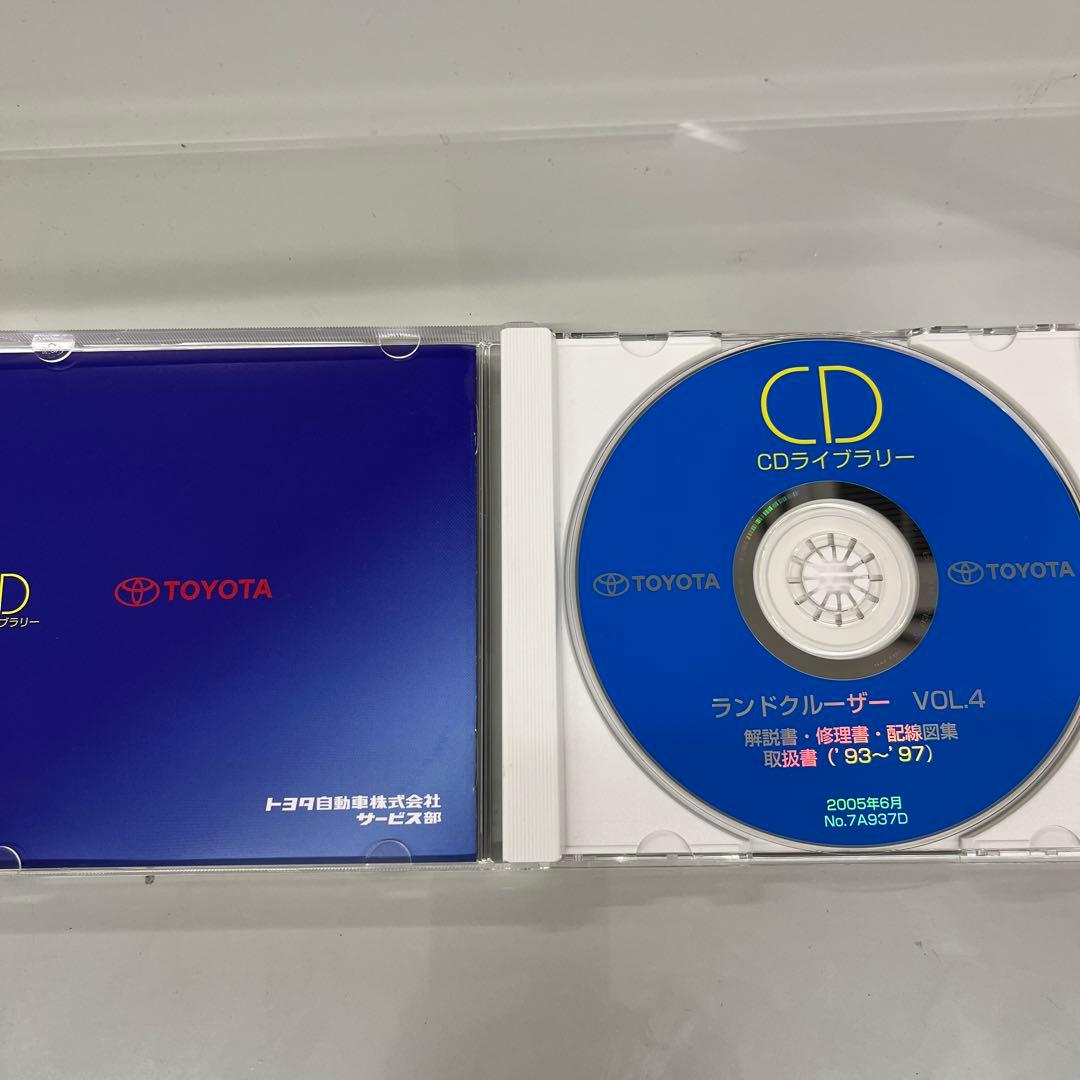 D
ブラリー
TOYOTA
トヨタ自動車株式会社
サービス部
CD
CDライブラリー
TOYOTA
TOYOTA
ランドクルーザー VOL.4
解説書・修理書・配線図集
取扱書('93〜'97)
2005年6月
No.7A937D